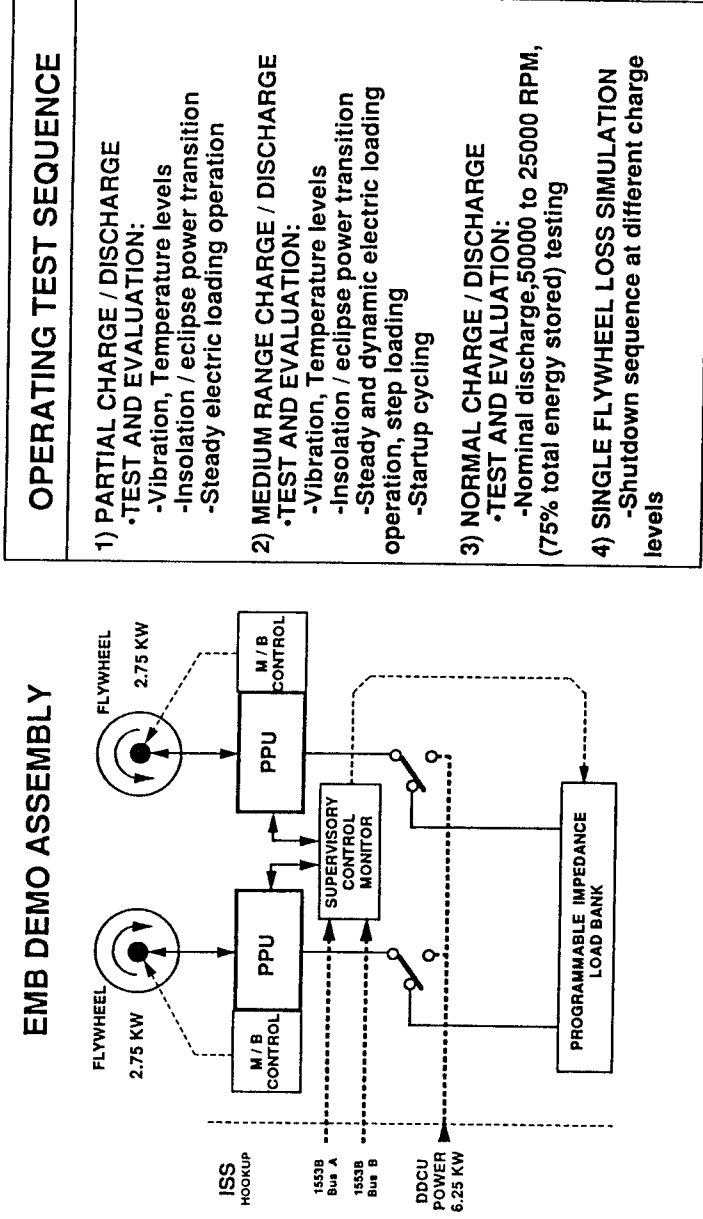 EMB DEMO ASSEMBLY
FLYWHEEL
2.75 KW
FLYWHEEL
2.75 KW
M / B
CONTROL
PPU
PPU
M / B
CONTROL
ISS
HOOKUP
SUPERVISORY
CONTROL
MONITOR
1553B
Bus A
1553B
Bus B
DDCU
POWER
6.25 KW
PROGRAMMABLE IMPEDANCE
LOAD BANK
OPERATING TEST SEQUENCE
1) PARTIAL CHARGE / DISCHARGE
•TEST AND EVALUATION:
-Vibration, Temperature levels
-Insolation / eclipse power transition
-Steady electric loading operation
2) MEDIUM RANGE CHARGE / DISCHARGE
•TEST AND EVALUATION:
-Vibration, Temperature levels
-Insolation / eclipse power transition
-Steady and dynamic electric loading
operation, step loading
-Startup cycling
3) NORMAL CHARGE / DISCHARGE
•TEST AND EVALUATION:
-Nominal discharge,50000 to 25000 RPM,
(75% total energy stored) testing
4) SINGLE FLYWHEEL LOSS SIMULATION
-Shutdown sequence at different charge
levels